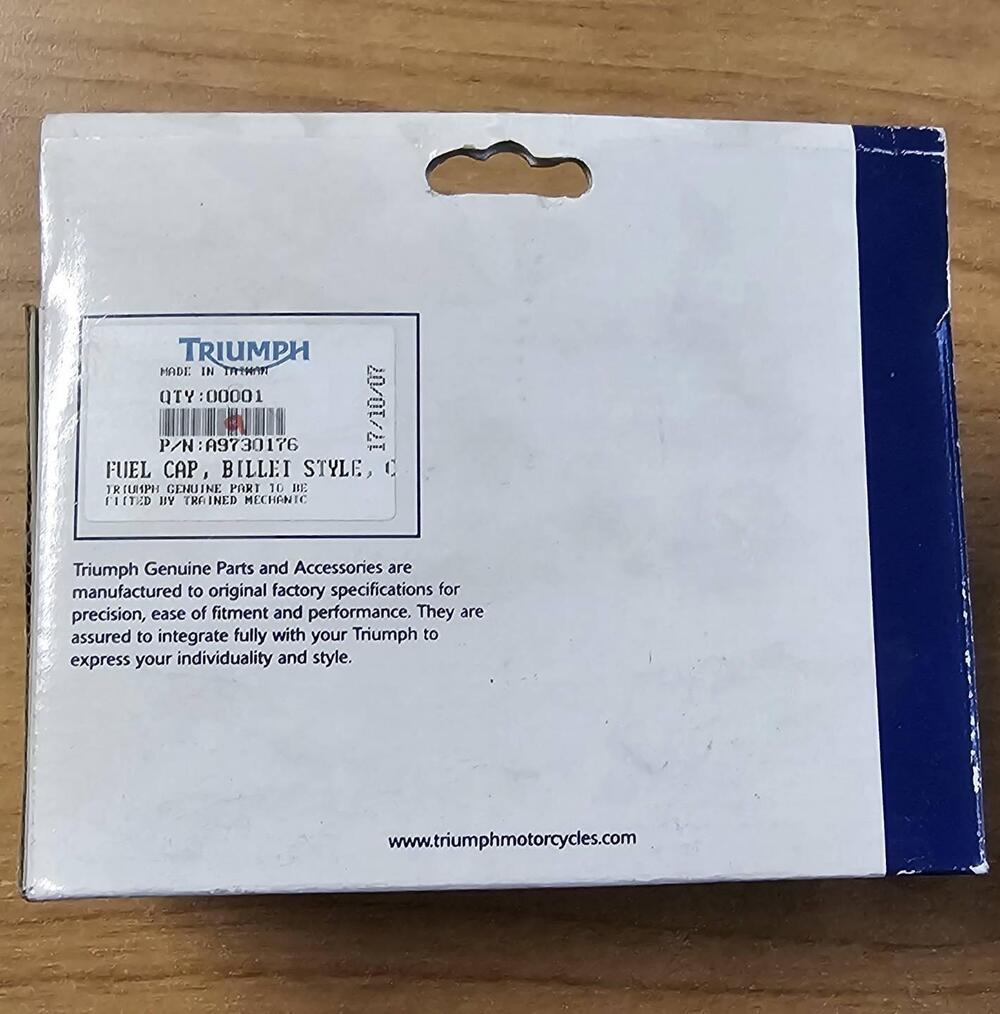 TRIUMPH
MADE IN TAIWAN
QTY:00001
P/N:A9730176
17/10/07
FUEL CAP, BILLET STYLE, C
TRIUMPH GENUINE PART TO BE
FITTED BY TRAINED MECHANIC
Triumph Genuine Parts and Accessories are
manufactured to original factory specifications for
precision, ease of fitment and performance. They are
assured to integrate fully with your Triumph to
express your individuality and style.
www.triumphmotorcycles.com